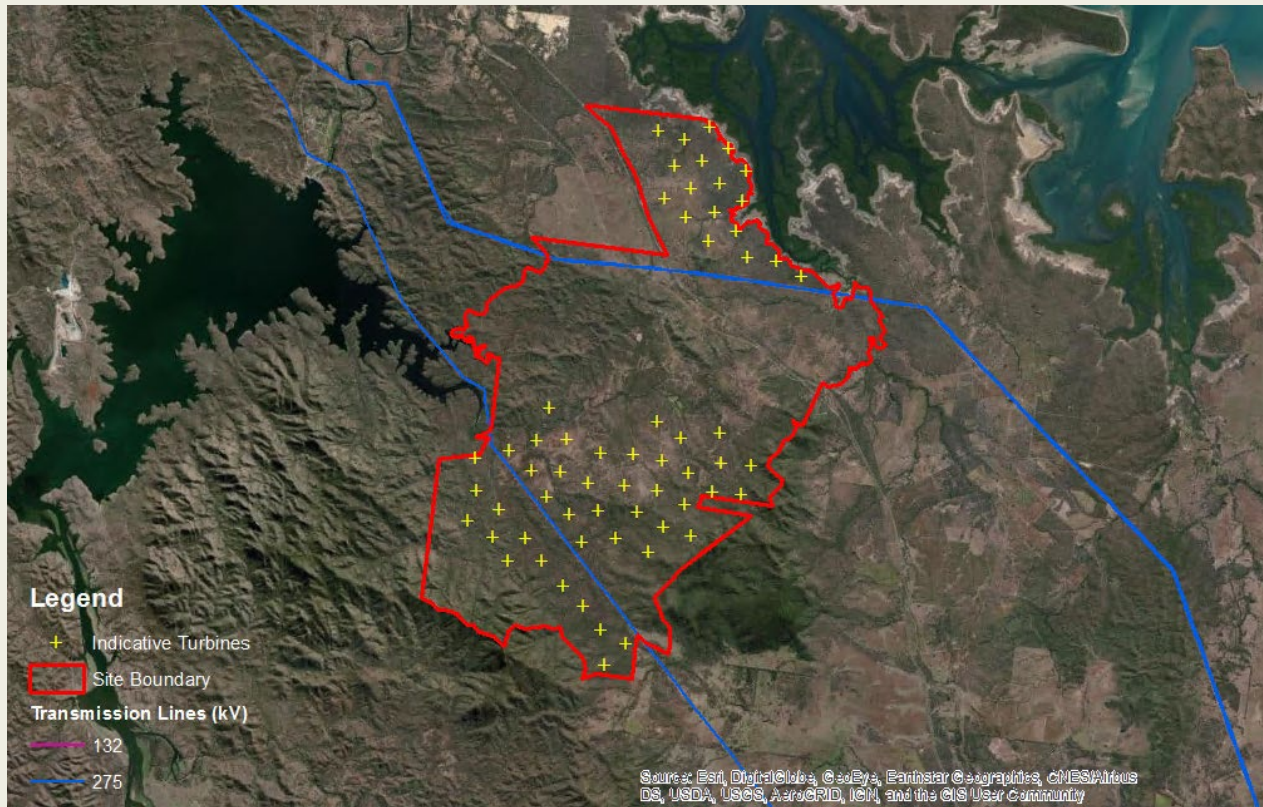 Legend
Indicative Turbines
Site Boundary
Transmission Lines (kV)
132
275
Source: Esri, DigitalGlobe, GeoEye, Earthstar Geographics, CNES/Airbus
DS, USDA, USGS, AeroGRID, IGN, and the GIS User Community